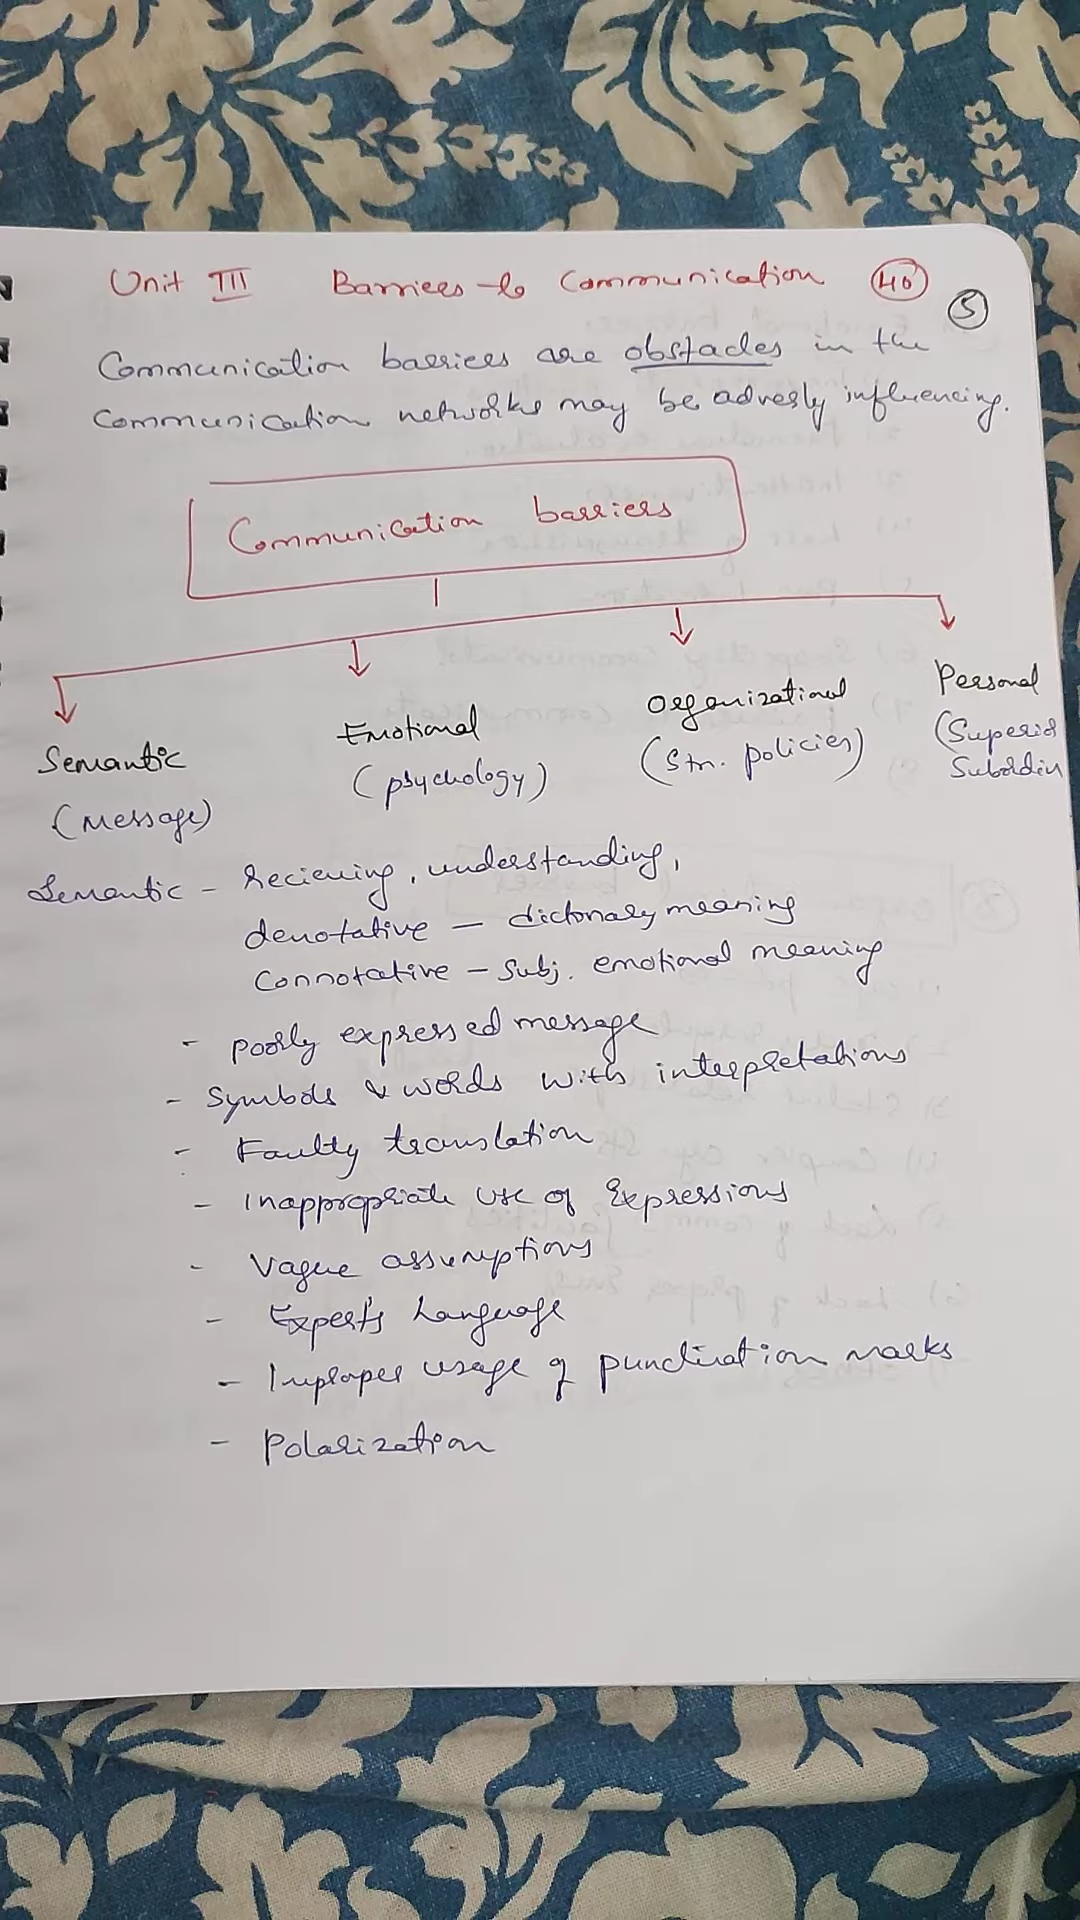 Unit III Barriers to Communication 40
5
Communication barriers are obstacles in the
Communication networks may be adversly influencing.
Communication barriers
Semantic
(message)
Emotional
(psychology)
Organizational
(Str. policies)
Personal
(Superio
Subordin
Semantic - recieving, understanding,
denotative - dictonary meaning
Connotative - Subj. emotional meaning
- poorly expressed message
- Symbols & words with interpretations
- Faulty translation
- Inappropriate use of Expressions
- Vague assumptions
- Expert's Language
- Improper usage of punctuation marks
- Polarization